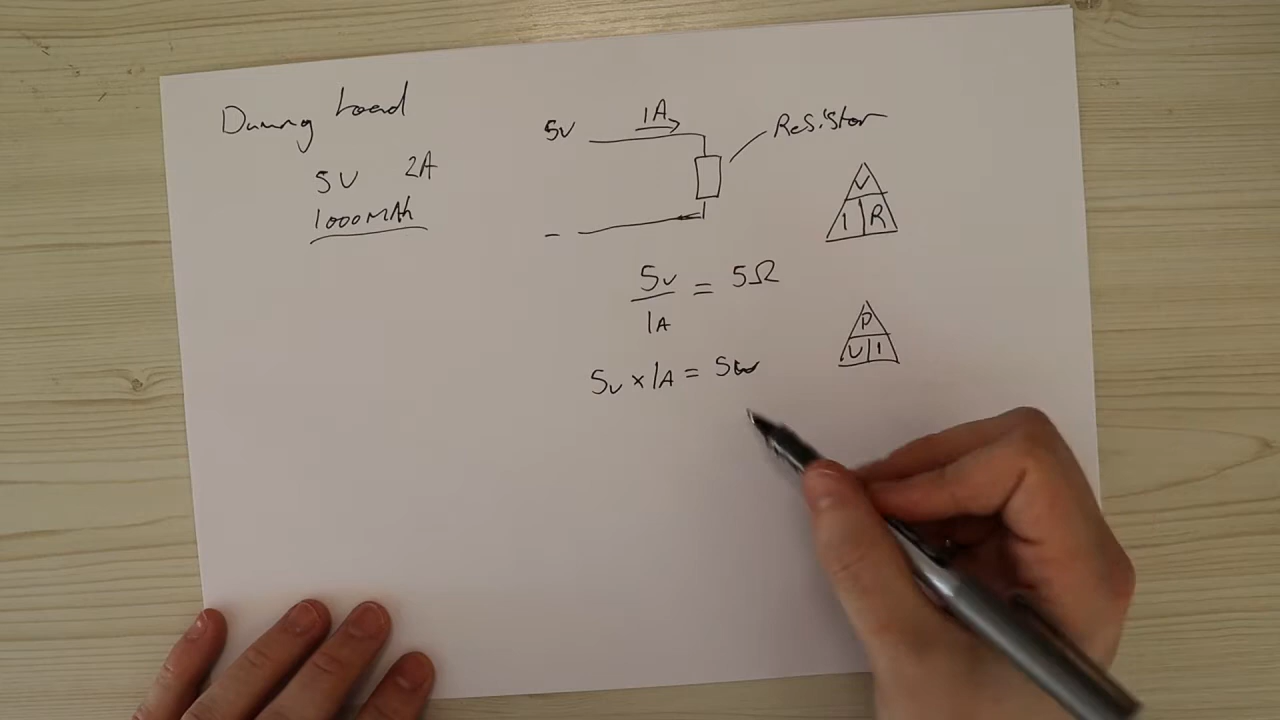 Dummy Load
5V 2A
1000MAh
5V 1A Resistor
-
V
I R
5V
1A
= 5Ω
P
V I
5V × 1A = 5W